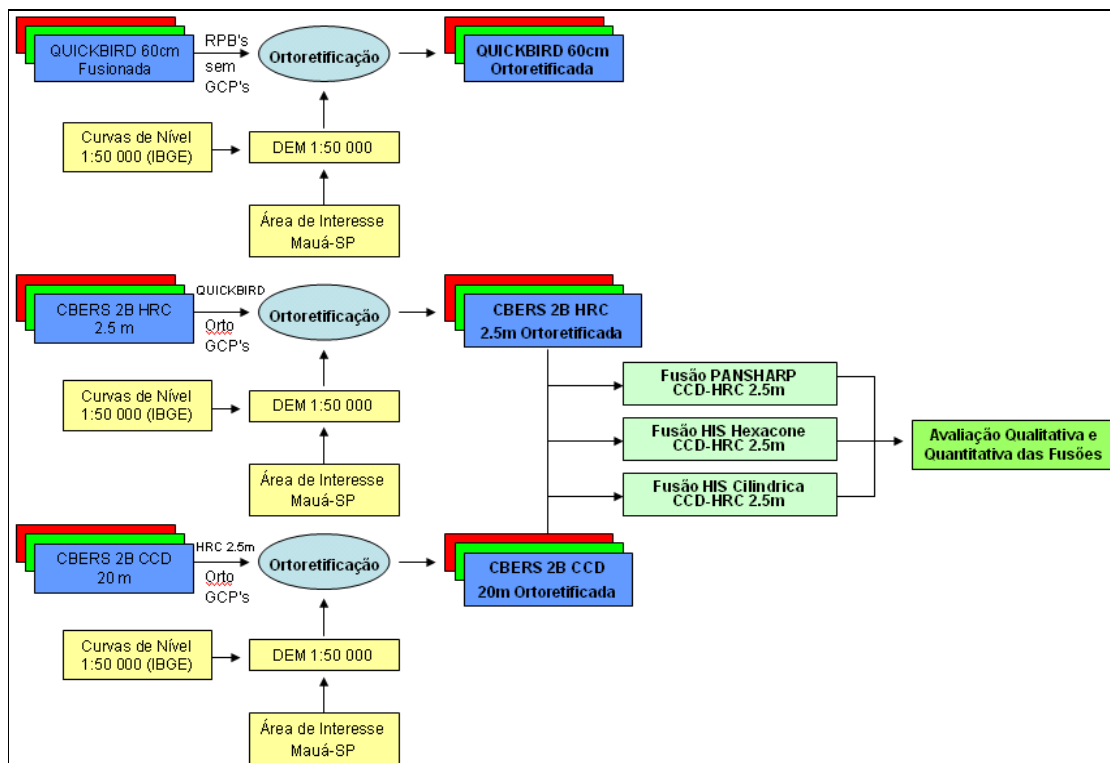 QUICKBIRD 60cm
Fusionada
RPB's
sem
GCP's
Ortoretificação
QUICKBIRD 60cm
Ortoretificada
Curvas de Nível
1:50 000 (IBGE)
DEM 1:50 000
Área de Interesse
Mauá-SP
CBERS 2B HRC
2.5 m
QUICKBIRD
Orto
GCP's
Ortoretificação
CBERS 2B HRC
2.5m Ortoretificada
Curvas de Nível
1:50 000 (IBGE)
DEM 1:50 000
Área de Interesse
Mauá-SP
Fusão PANSHARP
CCD-HRC 2.5m
Fusão HIS Hexacone
CCD-HRC 2.5m
Fusão HIS Cilindrica
CCD-HRC 2.5m
Avaliação Qualitativa e
Quantitativa das Fusões
CBERS 2B CCD
20 m
HRC 2.5m
Orto
GCP's
Ortoretificação
CBERS 2B CCD
20m Ortoretificada
Curvas de Nível
1:50 000 (IBGE)
DEM 1:50 000
Área de Interesse
Mauá-SP